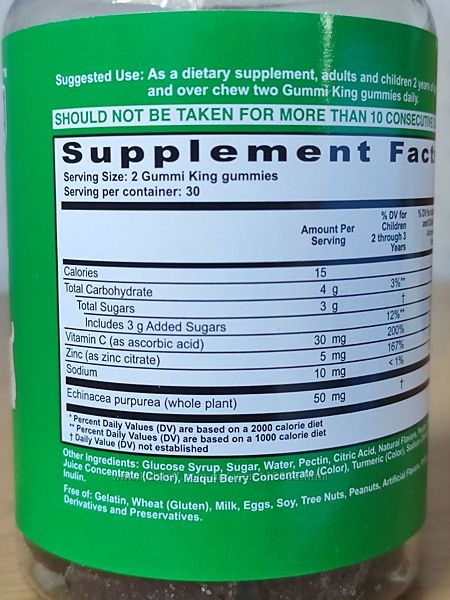 Suggested Use: As a dietary supplement, adults and children 2 years of
and over chew two Gummi King gummies daily.
SHOULD NOT BE TAKEN FOR MORE THAN 10 CONSECUTIVE
Supplement Facts
Serving Size: 2 Gummi King gummies
Serving per container: 30
Amount Per Serving
% DV for Children 2 through 3 Years
% DV for
Calories 15
Total Carbohydrate 4 g 3%**
Total Sugars 3 g †
Includes 3 g Added Sugars 12%**
Vitamin C (as ascorbic acid) 30 mg 200%
Zinc (as zinc citrate) 5 mg 167%
Sodium 10 mg < 1%
Echinacea purpurea (whole plant) 50 mg †
* Percent Daily Values (DV) are based on a 2000 calorie diet
** Percent Daily Values (DV) are based on a 1000 calorie diet
† Daily Value (DV) not established
Other Ingredients: Glucose Syrup, Sugar, Water, Pectin, Citric Acid, Natural Flavors,
Juice Concentrate (Color), Maqui Berry Concentrate (Color), Turmeric (Color), Sodium
Inulin.
Free of: Gelatin, Wheat (Gluten), Milk, Eggs, Soy, Tree Nuts, Peanuts, Artificial Flavors,
Derivatives and Preservatives.